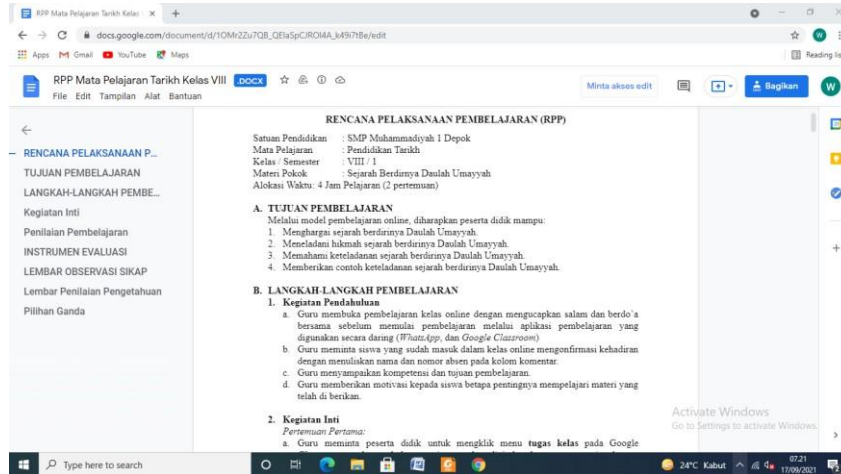 RPP Mata Pelajaran Tarikh Kelas
docs.google.com/document/d/1OMr2Zu7QB_QEIaSpCJROI4A_k49i7tBe/edit
Apps Gmail YouTube Maps
Reading lis
RPP Mata Pelajaran Tarikh Kelas VIII .DOCX
File Edit Tampilan Alat Bantuan
Minta akses edit
Bagikan
W
RENCANA PELAKSANAAN P...
TUJUAN PEMBELAJARAN
LANGKAH-LANGKAH PEMBE...
Kegiatan Inti
Penilaian Pembelajaran
INSTRUMEN EVALUASI
LEMBAR OBSERVASI SIKAP
Lembar Penilaian Pengetahuan
Pilihan Ganda
RENCANA PELAKSANAAN PEMBELAJARAN (RPP)
Satuan Pendidikan : SMP Muhammadiyah 1 Depok
Mata Pelajaran : Pendidikan Tarikh
Kelas / Semester : VIII / 1
Materi Pokok : Sejarah Berdirnya Daulah Umayyah
Alokasi Waktu: 4 Jam Pelajaran (2 pertemuan)
A. TUJUAN PEMBELAJARAN
Melalui model pembelajaran online, diharapkan peserta didik mampu:
1. Menghargai sejarah berdirinya Daulah Umayyah.
2. Meneladani hikmah sejarah berdirinya Daulah Umayyah.
3. Memahami keteladanan sejarah berdirinya Daulah Umayyah.
4. Memberikan contoh keteladanan sejarah berdirinya Daulah Umayyah.
B. LANGKAH-LANGKAH PEMBELAJARAN
1. Kegiatan Pendahuluan
a. Guru membuka pembelajaran kelas online dengan mengucapkan salam dan berdo'a
bersama sebelum memulai pembelajaran melalui aplikasi pembelajaran yang
digunakan secara daring (WhatsApp, dan Google Classroom)
b. Guru meminta siswa yang sudah masuk dalam kelas online mengonfirmasi kehadiran
dengan menuliskan nama dan nomor absen pada kolom komentar.
c. Guru menyampaikan kompetensi dan tujuan pembelajaran.
d. Guru memberikan motivasi kepada siswa betapa pentingnya mempelajari materi yang
telah di berikan.
2. Kegiatan Inti
Pertemuan Pertama:
a. Guru meminta peserta didik untuk mengklik menu tugas kelas pada Google
Activate Windows
Go to Settings to activate Windows.
Type here to search
24°C Kabut
07.21
17/09/2021